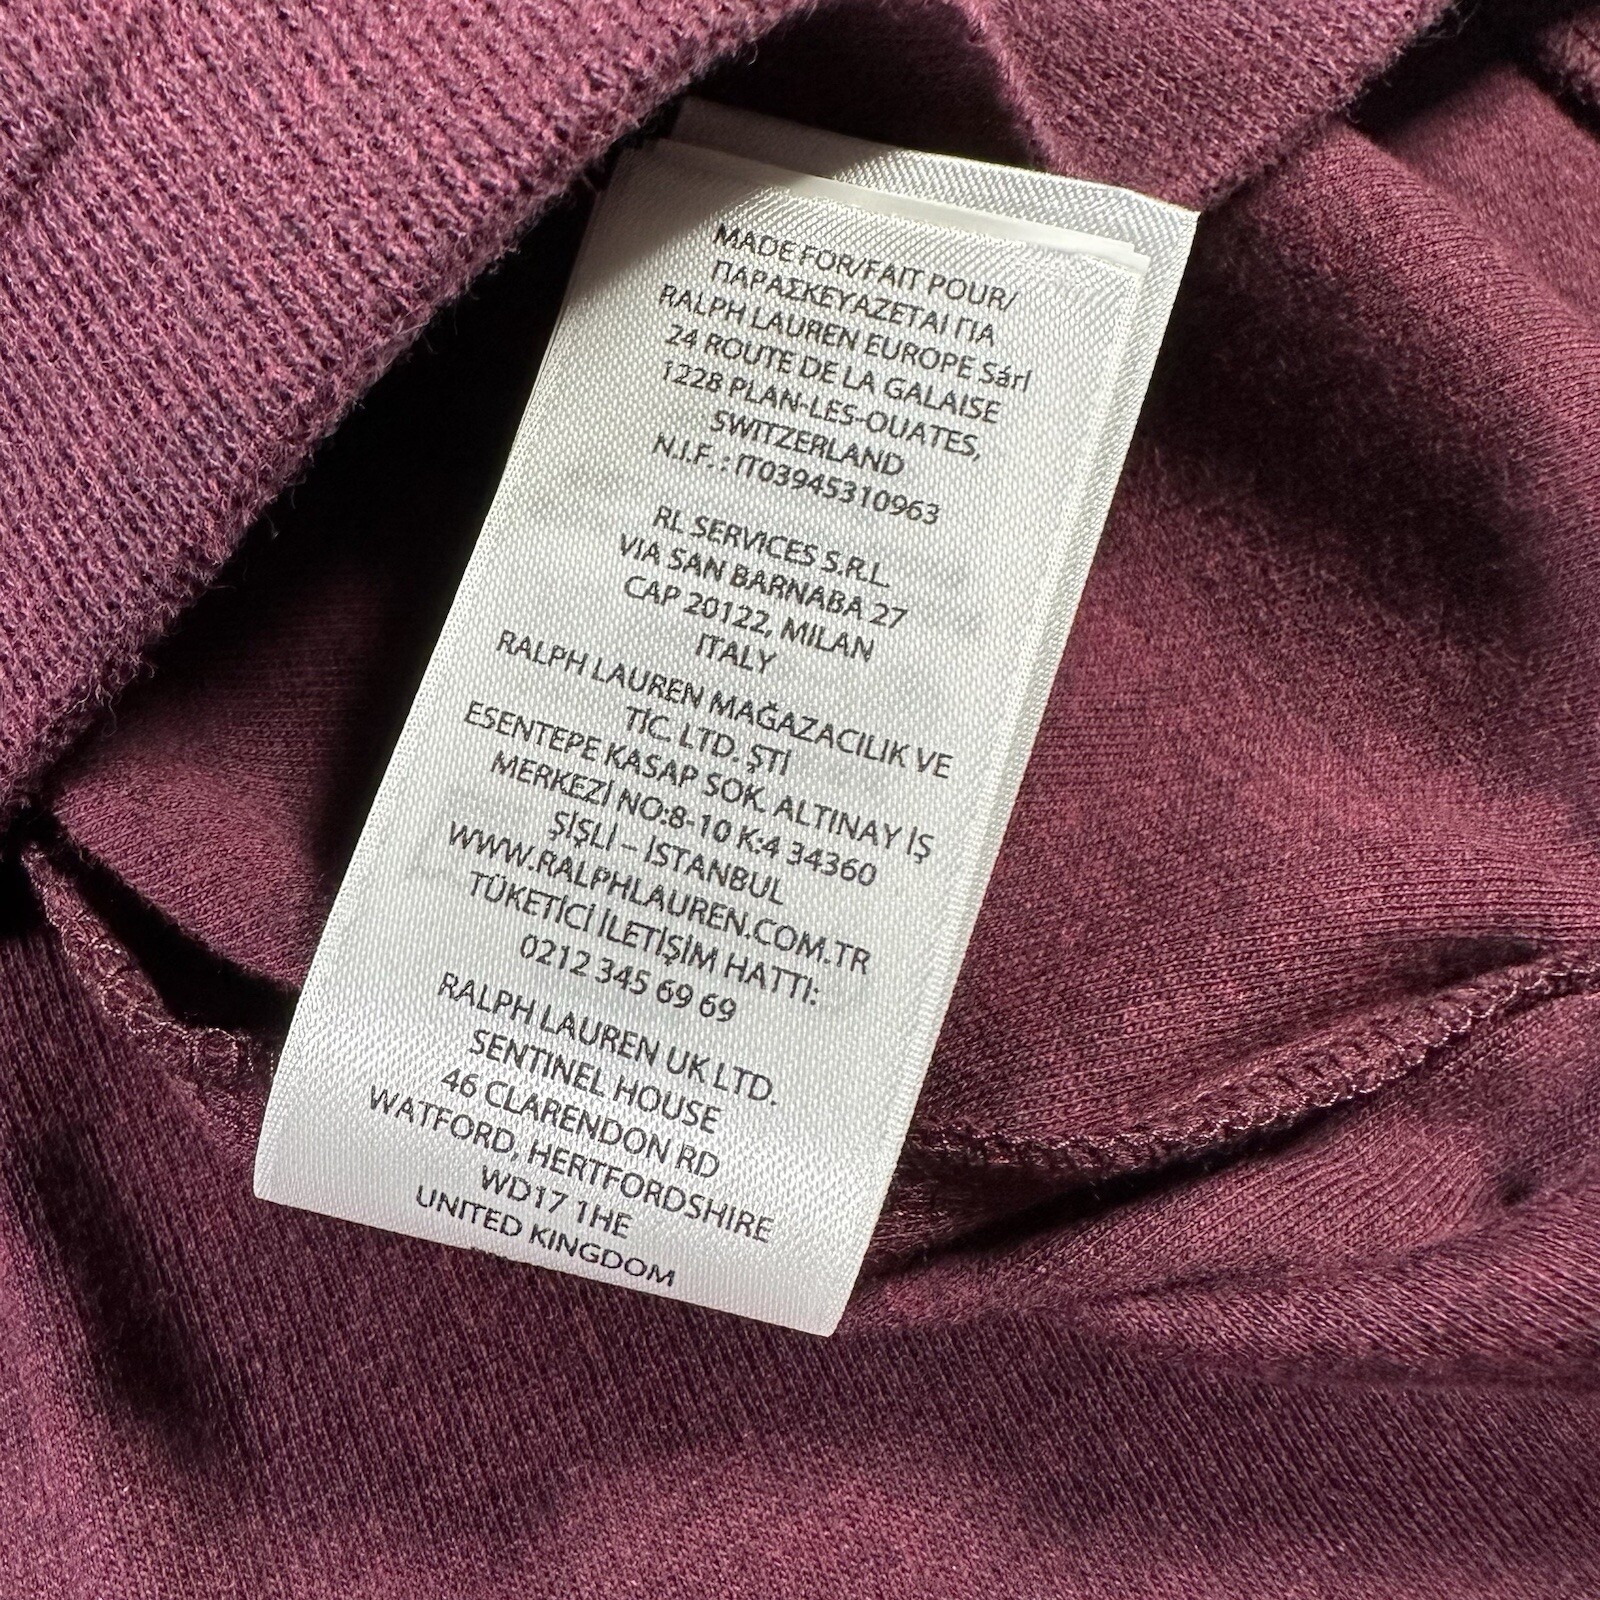 MADE FOR/FAIT POUR/
ΠΑΡΑΣΚΕΥΑΖΕΤΑΙ ΓΙΑ
RALPH LAUREN EUROPE Sárl
24 ROUTE DE LA GALAISE
1228 PLAN-LES-OUATES,
SWITZERLAND
N.I.F. : IT03945310963
RL SERVICES S.R.L.
VIA SAN BARNABA 27
CAP 20122, MILAN
ITALY
RALPH LAUREN MAĞAZACILIK VE
TİC. LTD. ŞTİ
ESENTEPE KASAP SOK. ALTINAY İŞ
MERKEZİ NO:8-10 K:4 34360
ŞİŞLİ – İSTANBUL
WWW.RALPHLAUREN.COM.TR
TÜKETİCİ İLETİŞİM HATTI:
0212 345 69 69
RALPH LAUREN UK LTD.
SENTINEL HOUSE
46 CLARENDON RD
WATFORD, HERTFORDSHIRE
WD17 1HE
UNITED KINGDOM